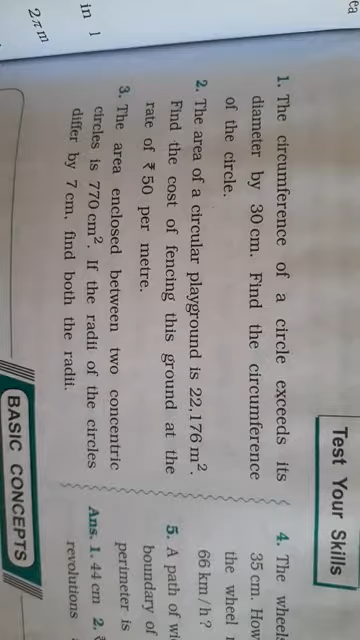 ea
in 1
2πm
Test Your Skills
1. The circumference of a circle exceeds its
diameter by 30 cm. Find the circumference
of the circle.
2. The area of a circular playground is 22.176 m².
Find the cost of fencing this ground at the
rate of ₹ 50 per metre.
3. The area enclosed between two concentric
circles is 770 cm². If the radii of the circles
differ by 7 cm, find both the radii.
4. The
35 cm. How
the wheel
66 km/h?
5. A path of
boundary of
perimeter is
Ans. 1. 44 cm 2. ₹
revolutions
BASIC CONCEPTS